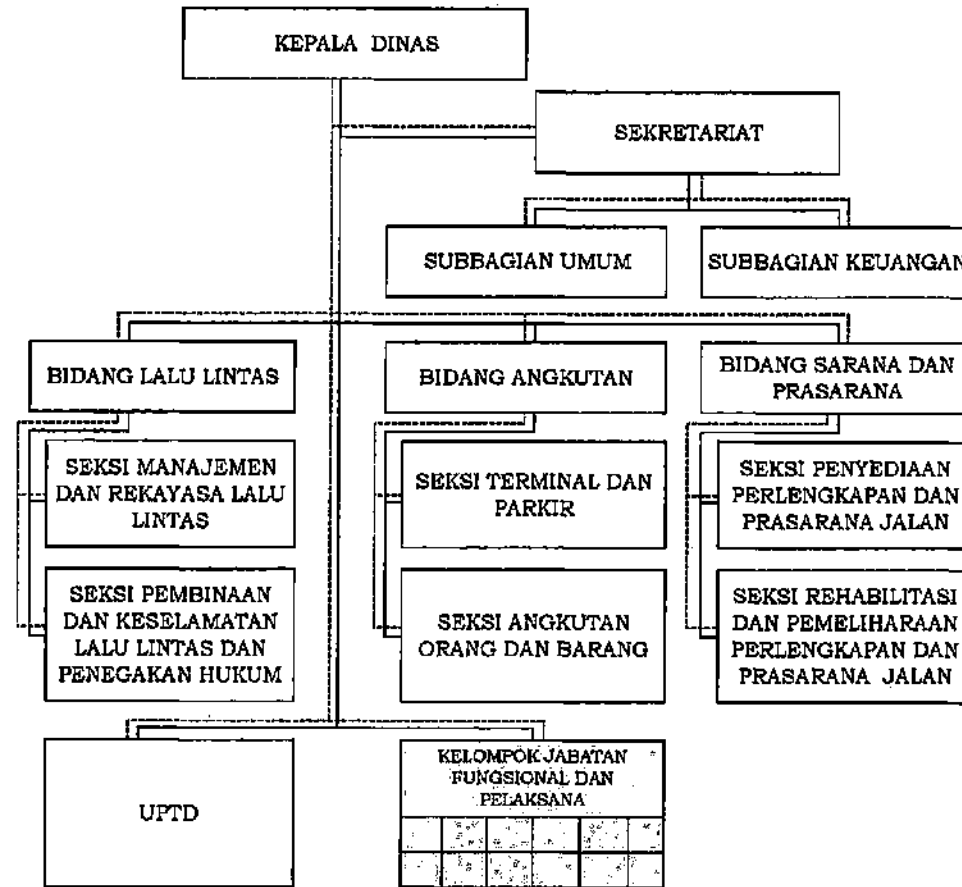 KEPALA DINAS
SEKRETARIAT
SUBBAGIAN UMUM
SUBBAGIAN KEUANGAN
BIDANG LALU LINTAS
BIDANG ANGKUTAN
BIDANG SARANA DAN
PRASARANA
SEKSI MANAJEMEN
DAN REKAYASA LALU
LINTAS
SEKSI TERMINAL DAN
PARKIR
SEKSI PENYEDIAAN
PERLENGKAPAN DAN
PRASARANA JALAN
SEKSI PEMBINAAN
DAN KESELAMATAN
LALU LINTAS DAN
PENEGAKAN HUKUM
SEKSI ANGKUTAN
ORANG DAN BARANG
SEKSI REHABILITASI
DAN PEMELIHARAAN
PERLENGKAPAN DAN
PRASARANA JALAN
UPTD
KELOMPOK JABATAN
FUNGSIONAL DAN
PELAKSANA